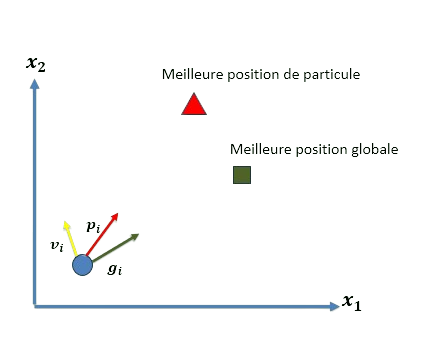 x₂
Meilleure position de particule
Meilleure position globale
pᵢ
vᵢ
gᵢ
x₁